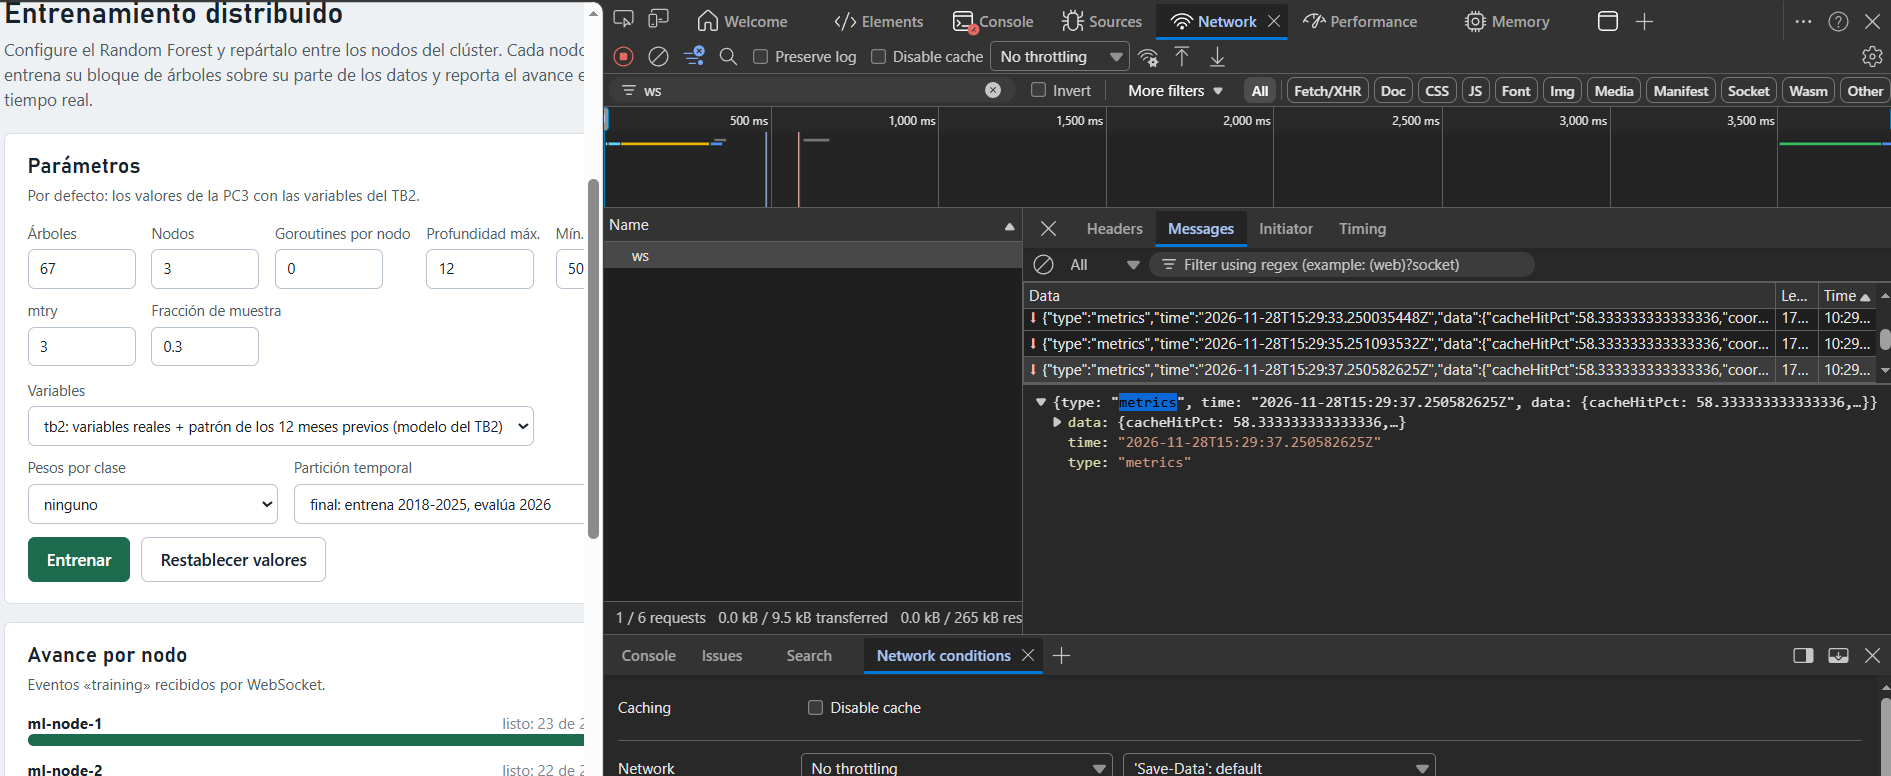 Entrenamiento distribuido
Configure el Random Forest y repártalo entre los nodos del clúster. Cada nodo
entrena su bloque de árboles sobre su parte de los datos y reporta el avance e
tiempo real.
Parámetros
Por defecto: los valores de la PC3 con las variables del TB2.
Árboles Nodos Goroutines por nodo Profundidad máx. Mín.
67 3 0 12 50
mtry Fracción de muestra
3 0.3
Variables
tb2: variables reales + patrón de los 12 meses previos (modelo del TB2)
Pesos por clase Partición temporal
ninguno final: entrena 2018-2025, evalúa 2026
Entrenar Restablecer valores
Avance por nodo
Eventos «training» recibidos por WebSocket.
ml-node-1 listo: 23 de 2
ml-node-2 listo: 22 de 2
Welcome Elements Console Sources Network Performance Memory
Preserve log Disable cache No throttling
ws Invert More filters All Fetch/XHR Doc CSS JS Font Img Media Manifest Socket Wasm Other
500 ms 1,000 ms 1,500 ms 2,000 ms 2,500 ms 3,000 ms 3,500 ms
Name
ws
1 / 6 requests 0.0 kB / 9.5 kB transferred 0.0 kB / 265 kB res
Headers Messages Initiator Timing
All Filter using regex (example: (web)?socket)
Data Le... Time
{"type":"metrics","time":"2026-11-28T15:29:33.250035448Z","data":{"cacheHitPct":58.333333333333336,"coor... 17... 10:29...
{"type":"metrics","time":"2026-11-28T15:29:35.251093532Z","data":{"cacheHitPct":58.333333333333336,"coor... 17... 10:29...
{"type":"metrics","time":"2026-11-28T15:29:37.250582625Z","data":{"cacheHitPct":58.333333333333336,"coor... 17... 10:29...
{type: "metrics", time: "2026-11-28T15:29:37.250582625Z", data: {cacheHitPct: 58.333333333333336,…}}
data: {cacheHitPct: 58.333333333333336,…}
time: "2026-11-28T15:29:37.250582625Z"
type: "metrics"
Console Issues Search Network conditions
Caching Disable cache
Network No throttling 'Save-Data': default